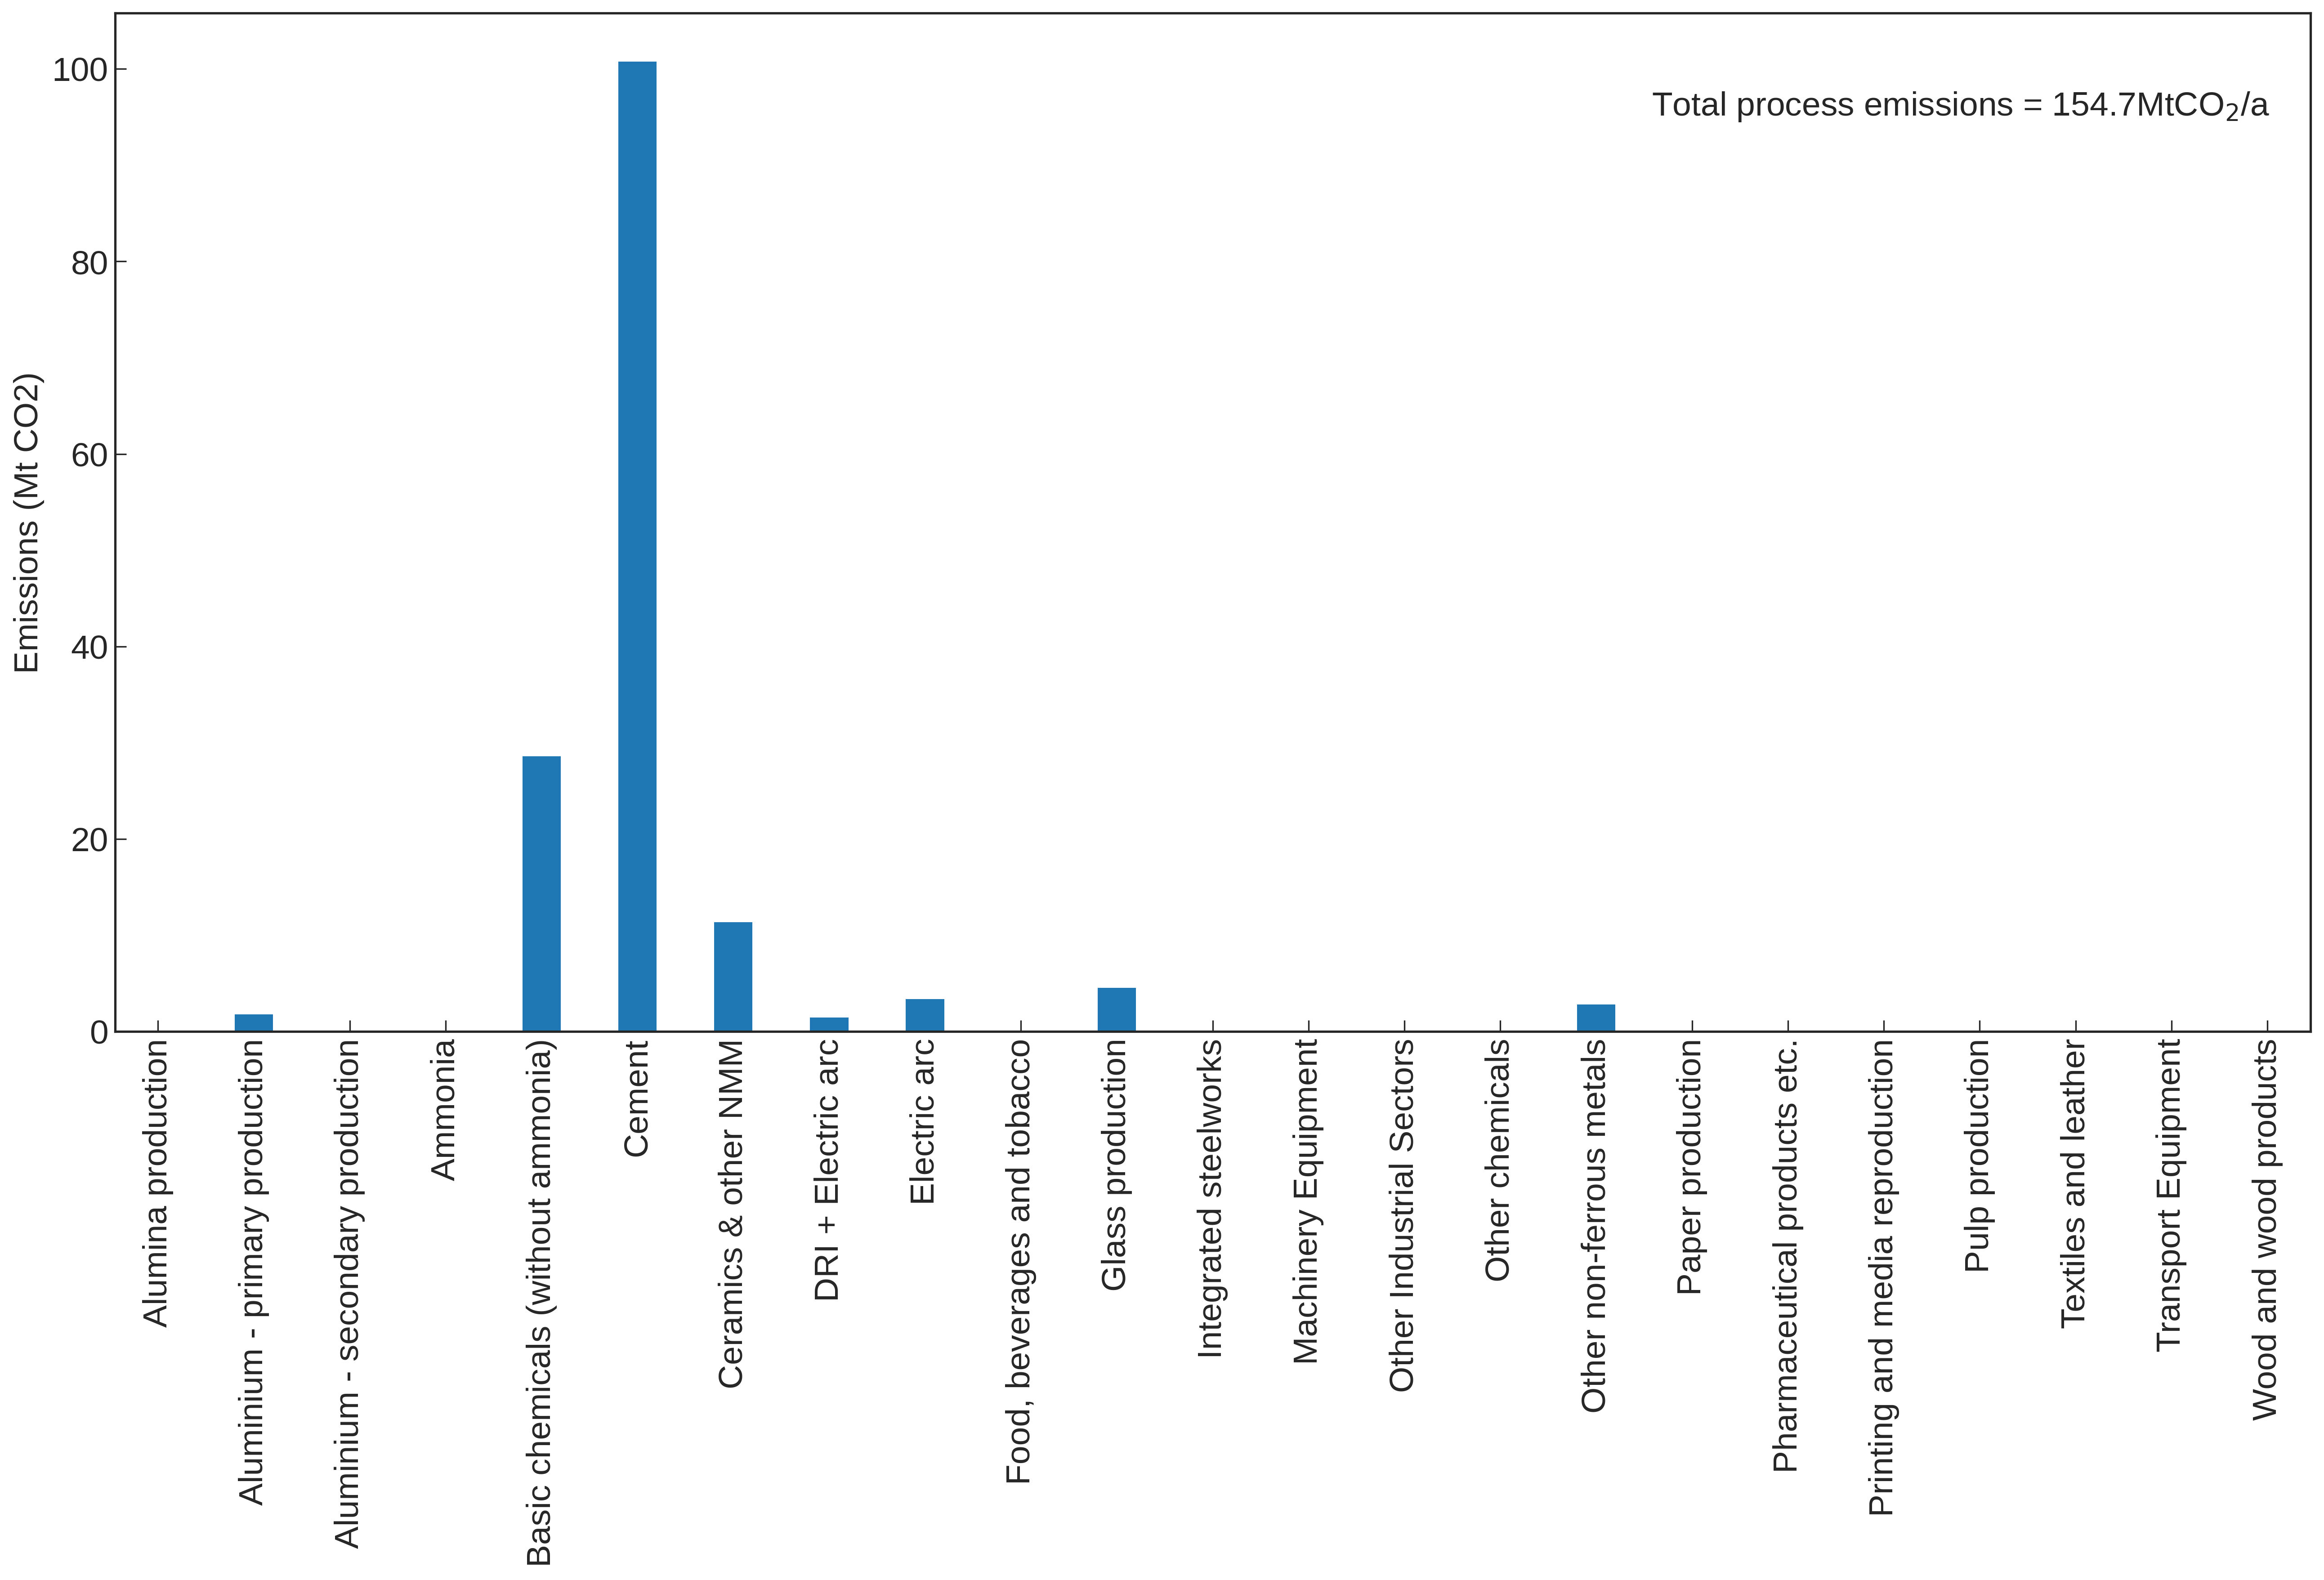 Total process emissions = 154.7MtCO₂/a
Emissions (Mt CO2)
100
80
60
40
20
0
Alumina production
Aluminium - primary production
Aluminium - secondary production
Ammonia
Basic chemicals (without ammonia)
Cement
Ceramics & other NMM
DRI + Electric arc
Electric arc
Food, beverages and tobacco
Glass production
Integrated steelworks
Machinery Equipment
Other Industrial Sectors
Other chemicals
Other non-ferrous metals
Paper production
Pharmaceutical products etc.
Printing and media reproduction
Pulp production
Textiles and leather
Transport Equipment
Wood and wood products